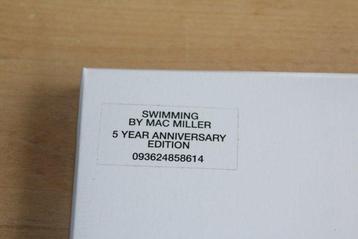 SWIMMING
BY MAC MILLER
5 YEAR ANNIVERSARY
EDITION
093624858614